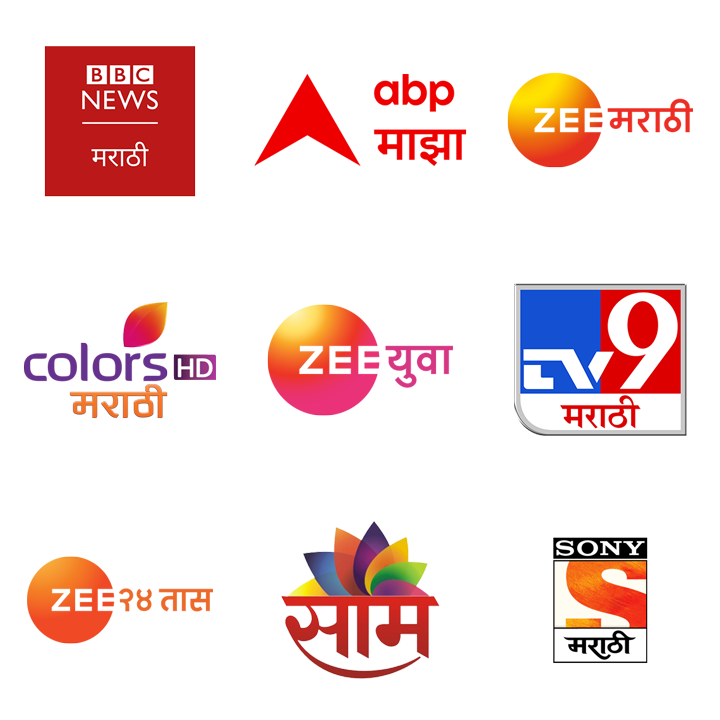 BBC
NEWS
मराठी
abp
माझा
ZEE मराठी
colors HD
मराठी
ZEE युवा
TV9
मराठी
ZEE २४ तास
साम
SONY
S
मराठी